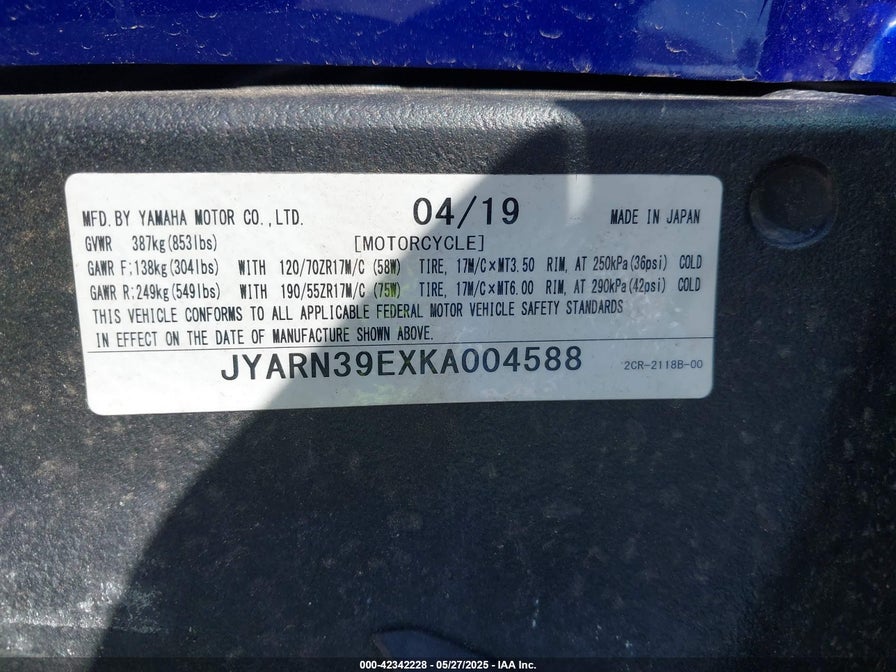 MFD. BY YAMAHA MOTOR CO., LTD. 04/19 MADE IN JAPAN
GVWR 387kg(853lbs) [MOTORCYCLE]
GAWR F:138kg(304lbs) WITH 120/70ZR17M/C (58W) TIRE, 17M/C×MT3.50 RIM, AT 250kPa(36psi) COLD
GAWR R:249kg(549lbs) WITH 190/55ZR17M/C (75W) TIRE, 17M/C×MT6.00 RIM, AT 290kPa(42psi) COLD
THIS VEHICLE CONFORMS TO ALL APPLICABLE FEDERAL MOTOR VEHICLE SAFETY STANDARDS
IN EFFECT ON THE DATE OF MANUFACTURE SHOWN ABOVE.
JYARN39EXKA004588 2CR-2118B-00
000-42342228 - 05/27/2025 - IAA Inc.